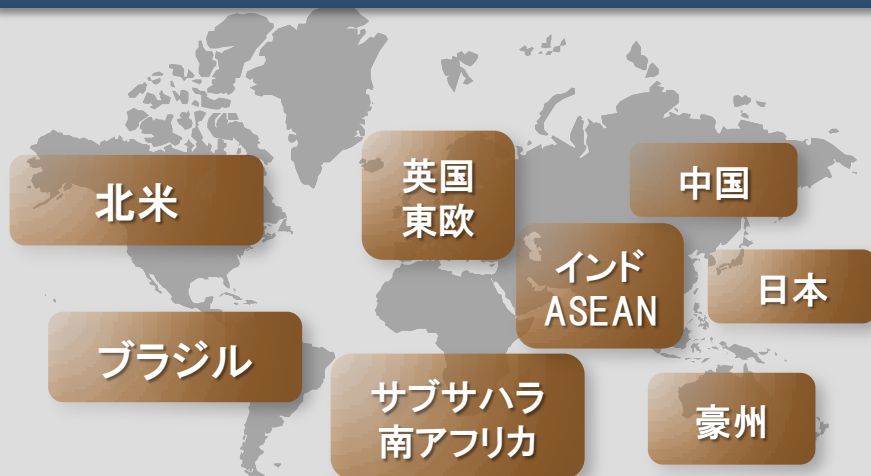 北米
英国
東欧
中国
インド
ASEAN
日本
ブラジル
サブサハラ
南アフリカ
豪州